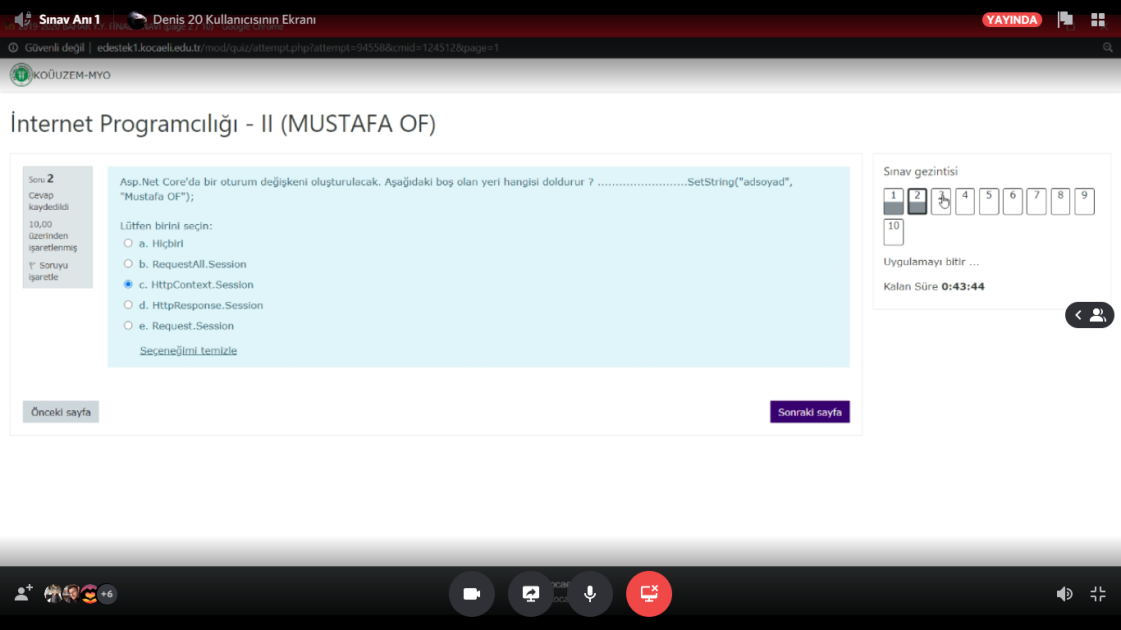 Sınav Anı 1
Denis 20 Kullanıcısının Ekranı
YAYINDA
Güvenli değil | edestek1.kocaeli.edu.tr/mod/quiz/attempt.php?attempt=94558&cmid=124512&page=1
KOÜUZEM-MYO
İnternet Programcılığı - II (MUSTAFA OF)
Soru 2
Cevap
kaydedildi
10,00
üzerinden
işaretlenmiş
Soruyu
işaretle
Asp.Net Core'da bir oturum değişkeni oluşturulacak. Aşağıdaki boş olan yeri hangisi doldurur ? ........................SetString("adsoyad",
"Mustafa OF");
Lütfen birini seçin:
a. Hiçbiri
b. RequestAll.Session
c. HttpContext.Session
d. HttpResponse.Session
e. Request.Session
Seçeneğimi temizle
Önceki sayfa
Sonraki sayfa
Sınav gezintisi
1 2 3 4 5 6 7 8 9
10
Uygulamayı bitir ...
Kalan Süre 0:43:44
+6